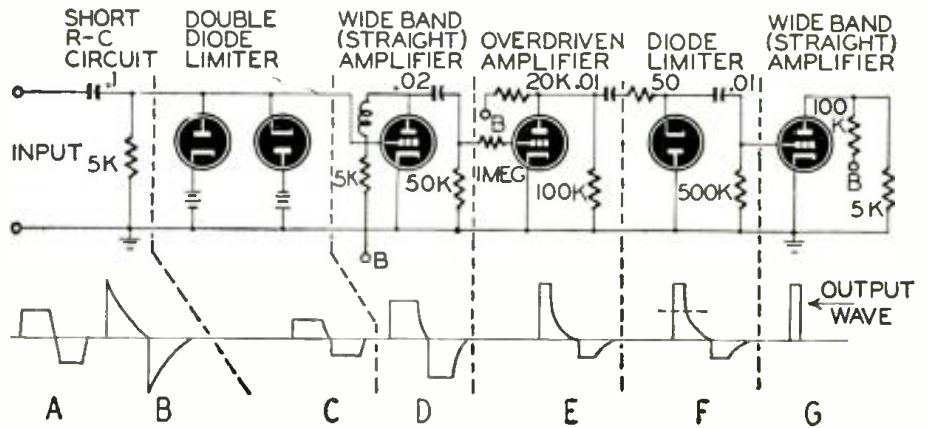 SHORT
R-C
CIRCUIT
DOUBLE
DIODE
LIMITER
WIDE BAND
(STRAIGHT)
AMPLIFIER
OVERDRIVEN
AMPLIFIER
DIODE
LIMITER
WIDE BAND
(STRAIGHT)
AMPLIFIER
.1
.02
20K
.01
50
.01
100
K
B
INPUT
5K
5K
50K
1MEG
100K
500K
B
5K
B
OUTPUT
WAVE
A
B
C
D
E
F
G